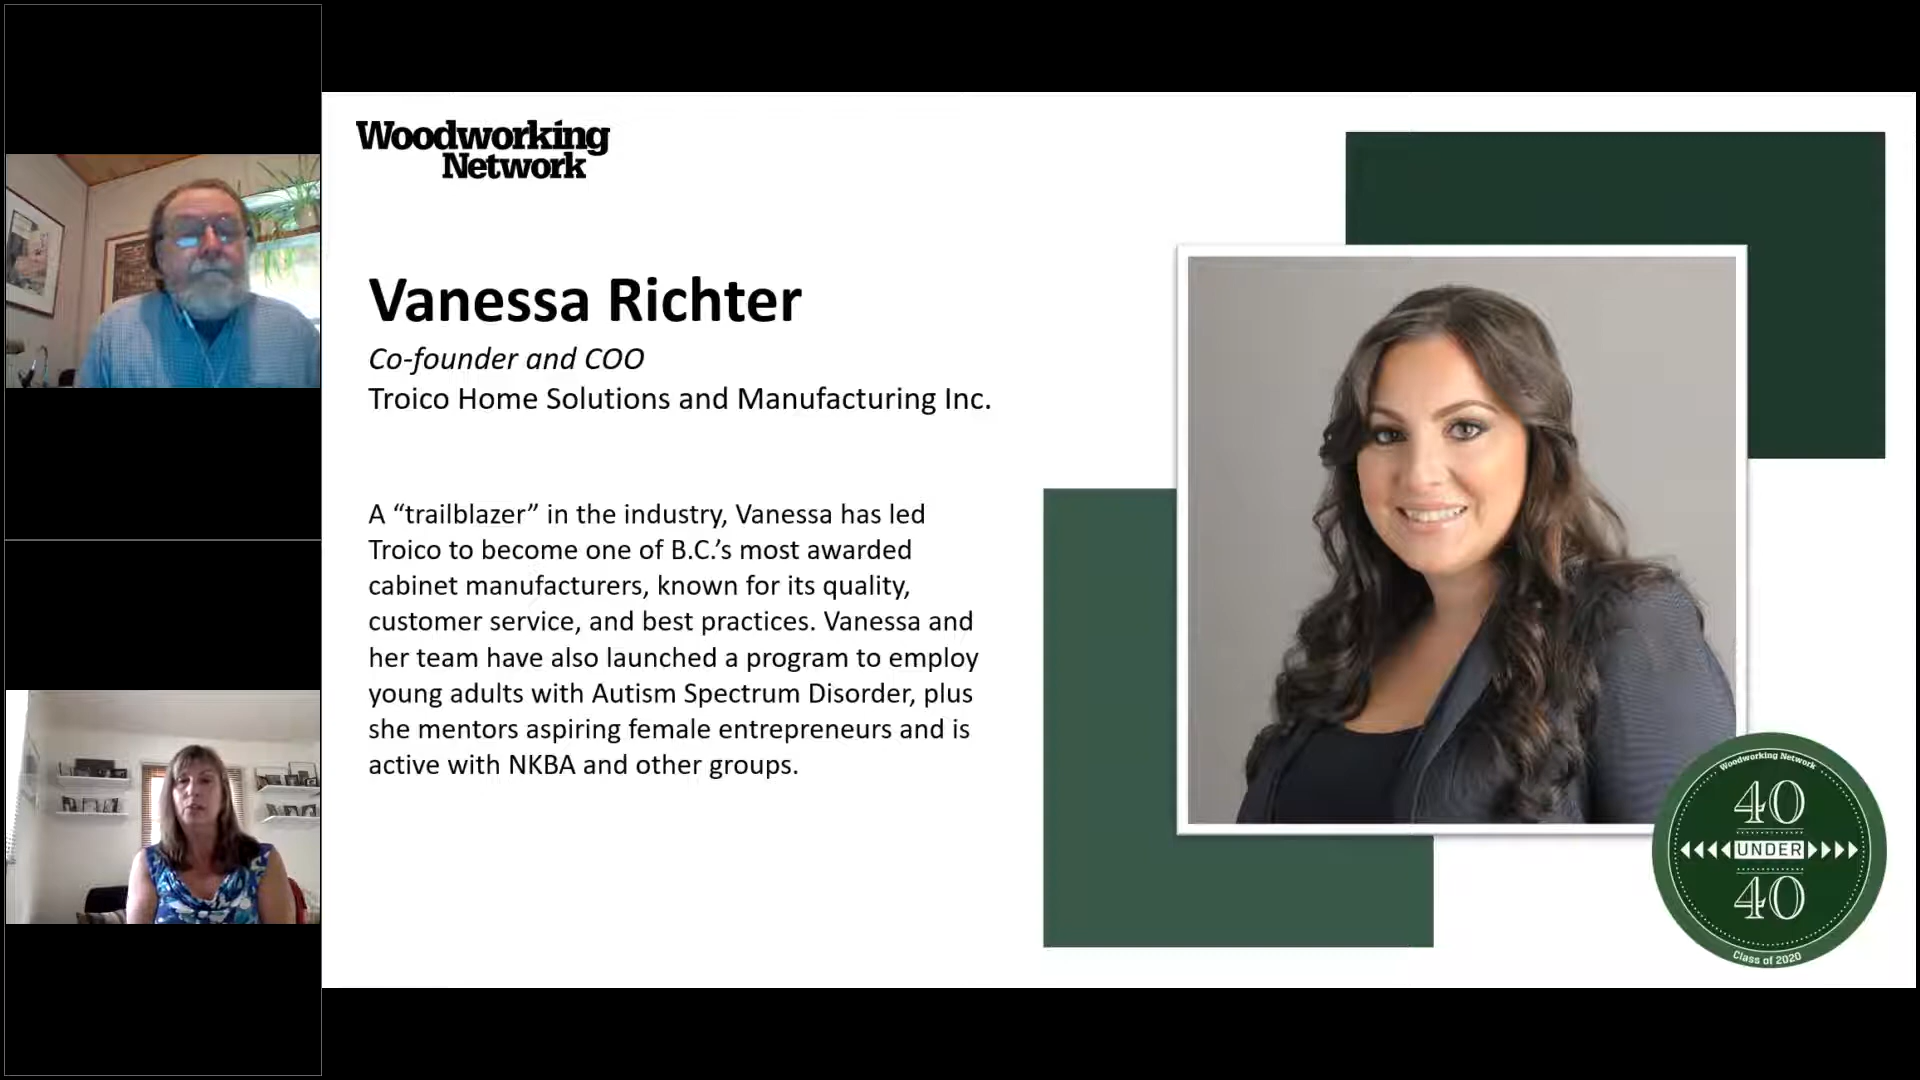 Woodworking
Network
Vanessa Richter
Co-founder and COO
Troico Home Solutions and Manufacturing Inc.
A “trailblazer” in the industry, Vanessa has led
Troico to become one of B.C.’s most awarded
cabinet manufacturers, known for its quality,
customer service, and best practices. Vanessa and
her team have also launched a program to employ
young adults with Autism Spectrum Disorder, plus
she mentors aspiring female entrepreneurs and is
active with NKBA and other groups.
Woodworking Network
40
UNDER
40
Class of 2020